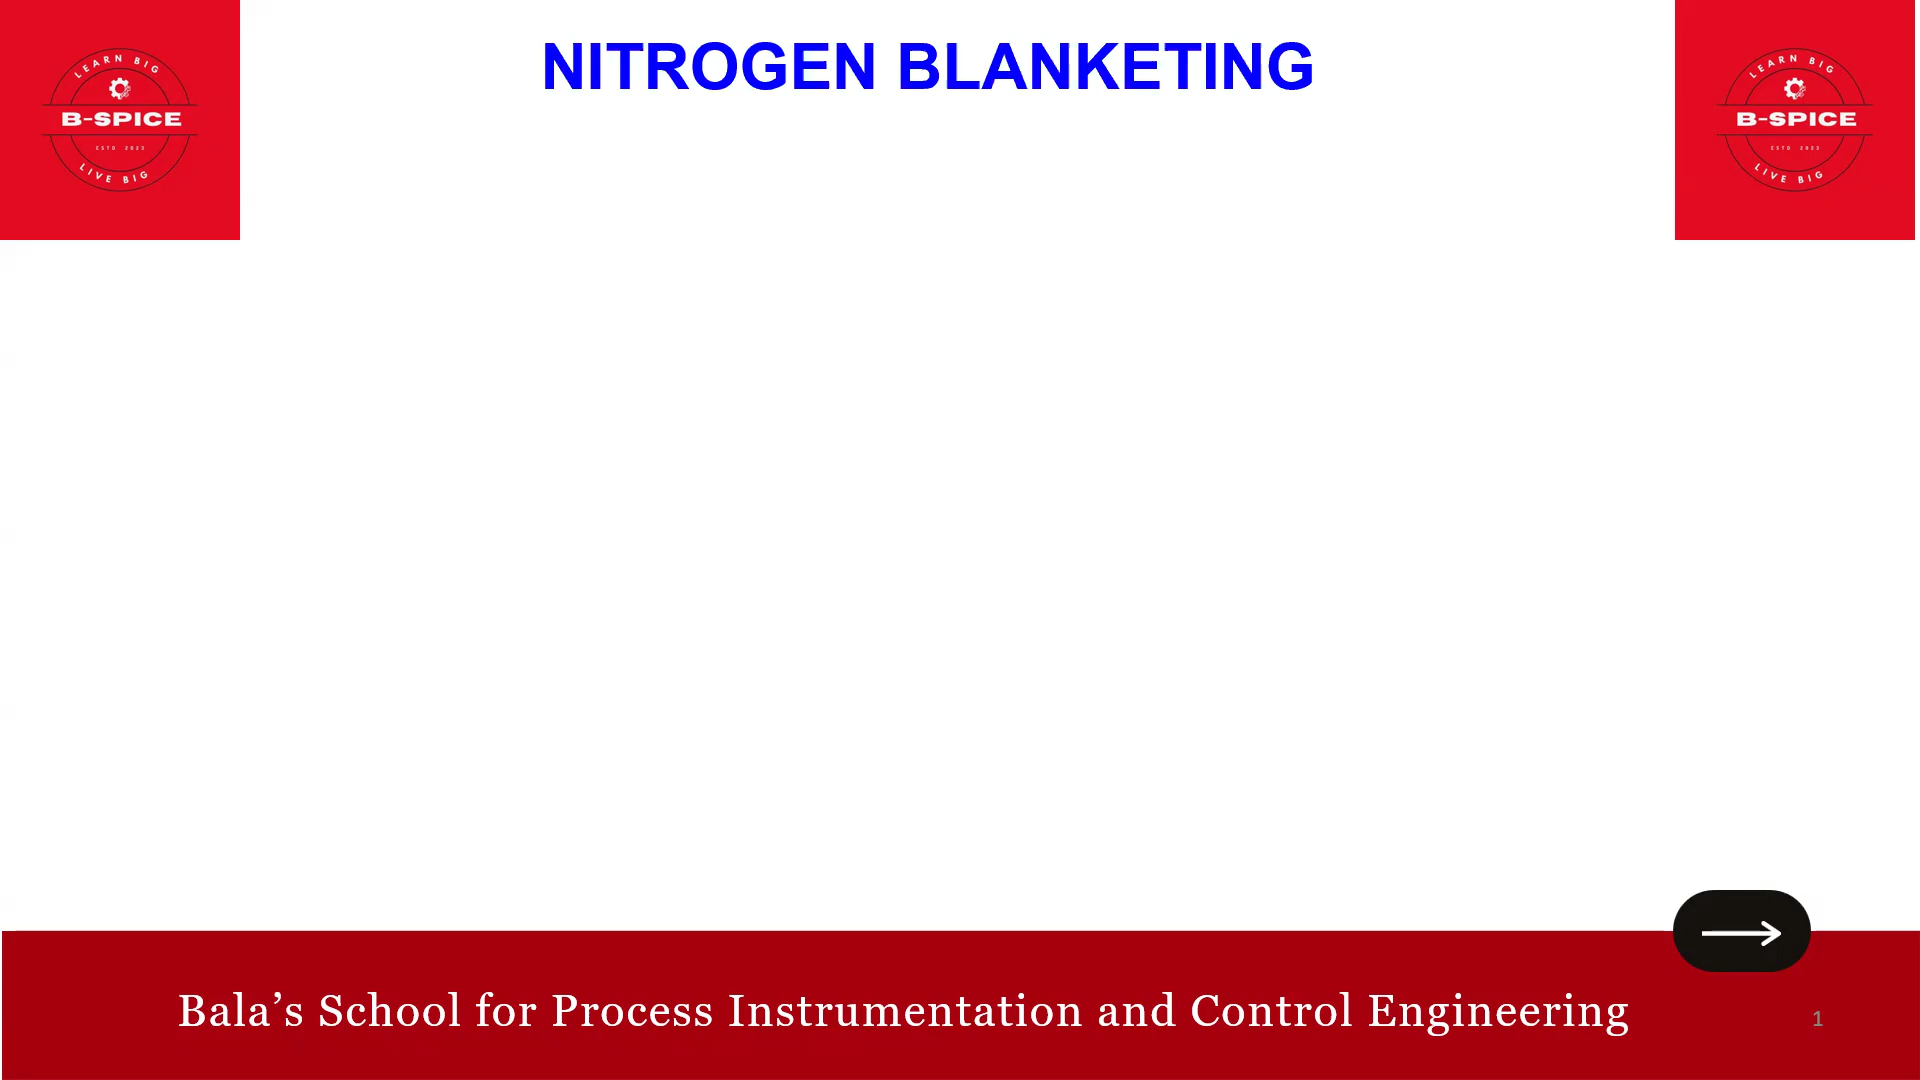 NITROGEN BLANKETING
LEARN BIG
B-SPICE
ESTD 2023
LIVE BIG
LEARN BIG
B-SPICE
ESTD 2023
LIVE BIG
Bala’s School for Process Instrumentation and Control Engineering
1